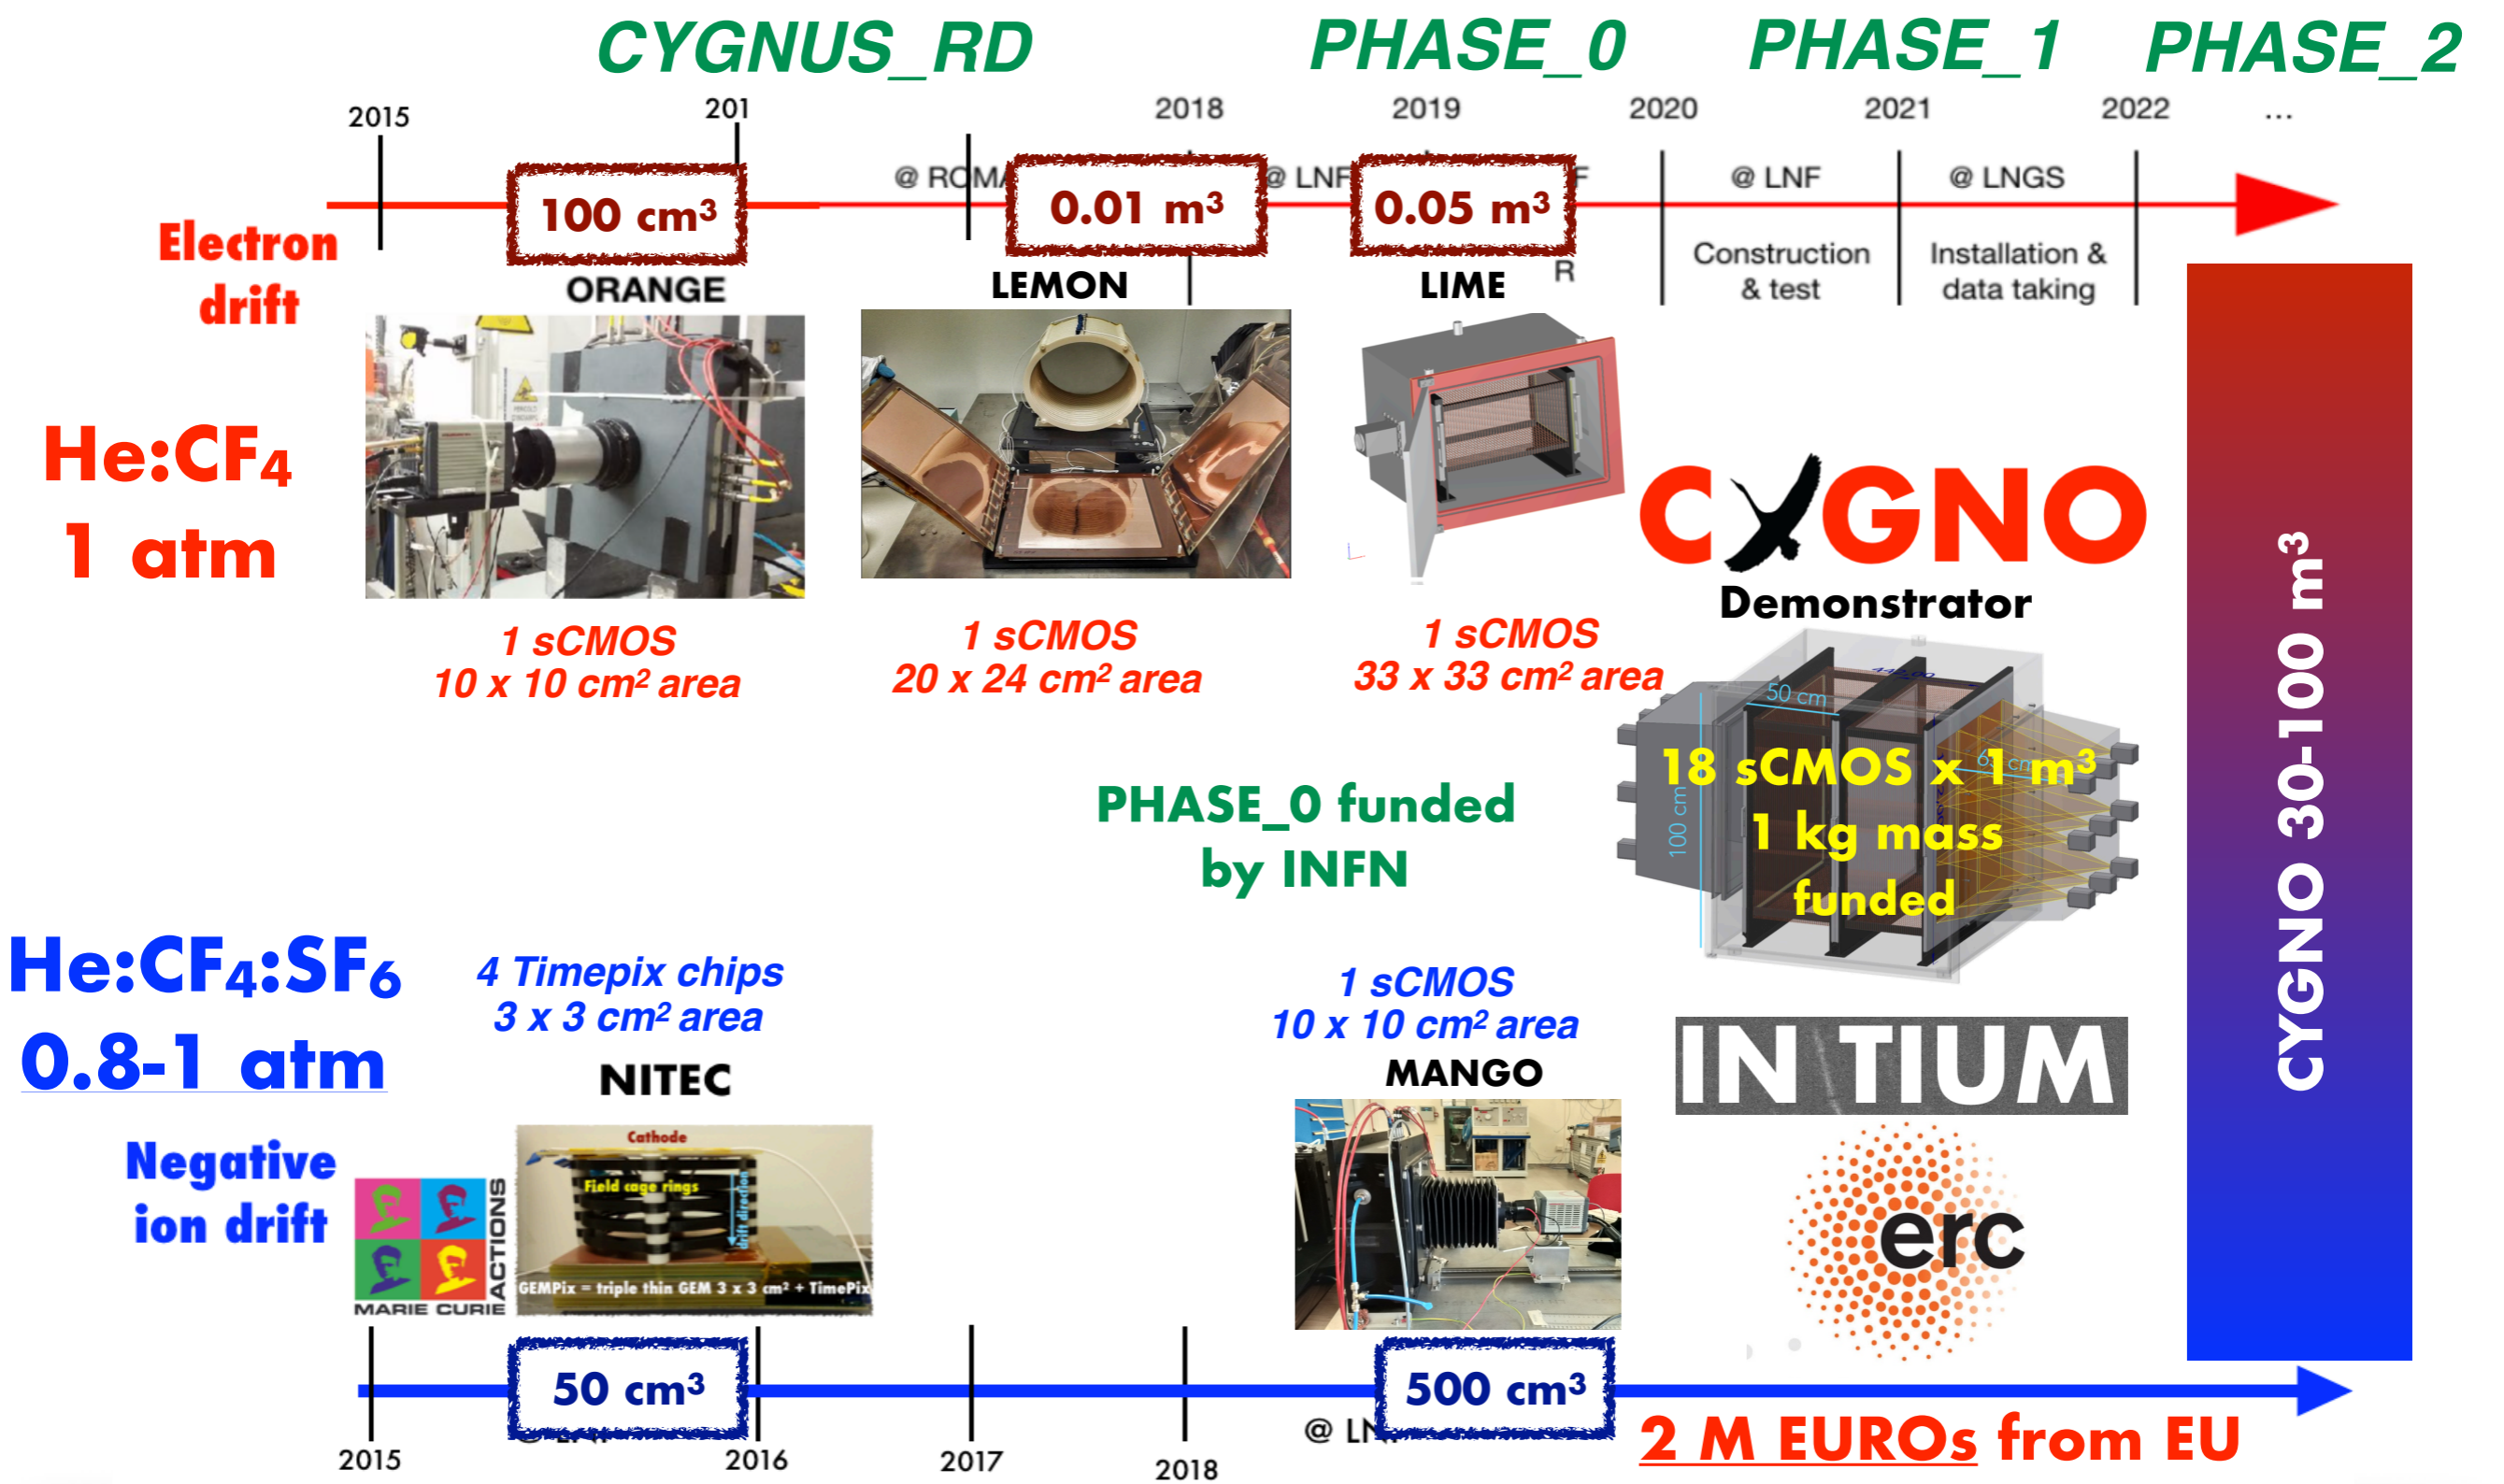 CYGNUS_RD PHASE_0 PHASE_1 PHASE_2
2015 201 2018 2019 2020 2021 2022 ...
@ ROMA @ LNF F @ LNF @ LNGS
100 cm³ 0.01 m³ 0.05 m³
Electron
drift
Construction
& test
Installation &
data taking
R
ORANGE LEMON LIME
He:CF₄
1 atm
CYGNO
Demonstrator
1 sCMOS
10 x 10 cm² area
1 sCMOS
20 x 24 cm² area
1 sCMOS
33 x 33 cm² area
50 cm
100 cm
18 sCMOS x 1 m³
1 kg mass
funded
PHASE_0 funded
by INFN
CYGNO 30-100 m³
He:CF₄:SF₆
0.8-1 atm
4 Timepix chips
3 x 3 cm² area
1 sCMOS
10 x 10 cm² area
NITEC
MANGO
IN TIUM
Negative
ion drift
Cathode
Field cage rings
drift direction
GEMPix = triple thin GEM 3 x 3 cm² + TimePix
MARIE CURIE
ACTIONS
erc
50 cm³ 500 cm³
@ LN
2 M EUROs from EU
2015 2016 2017 2018